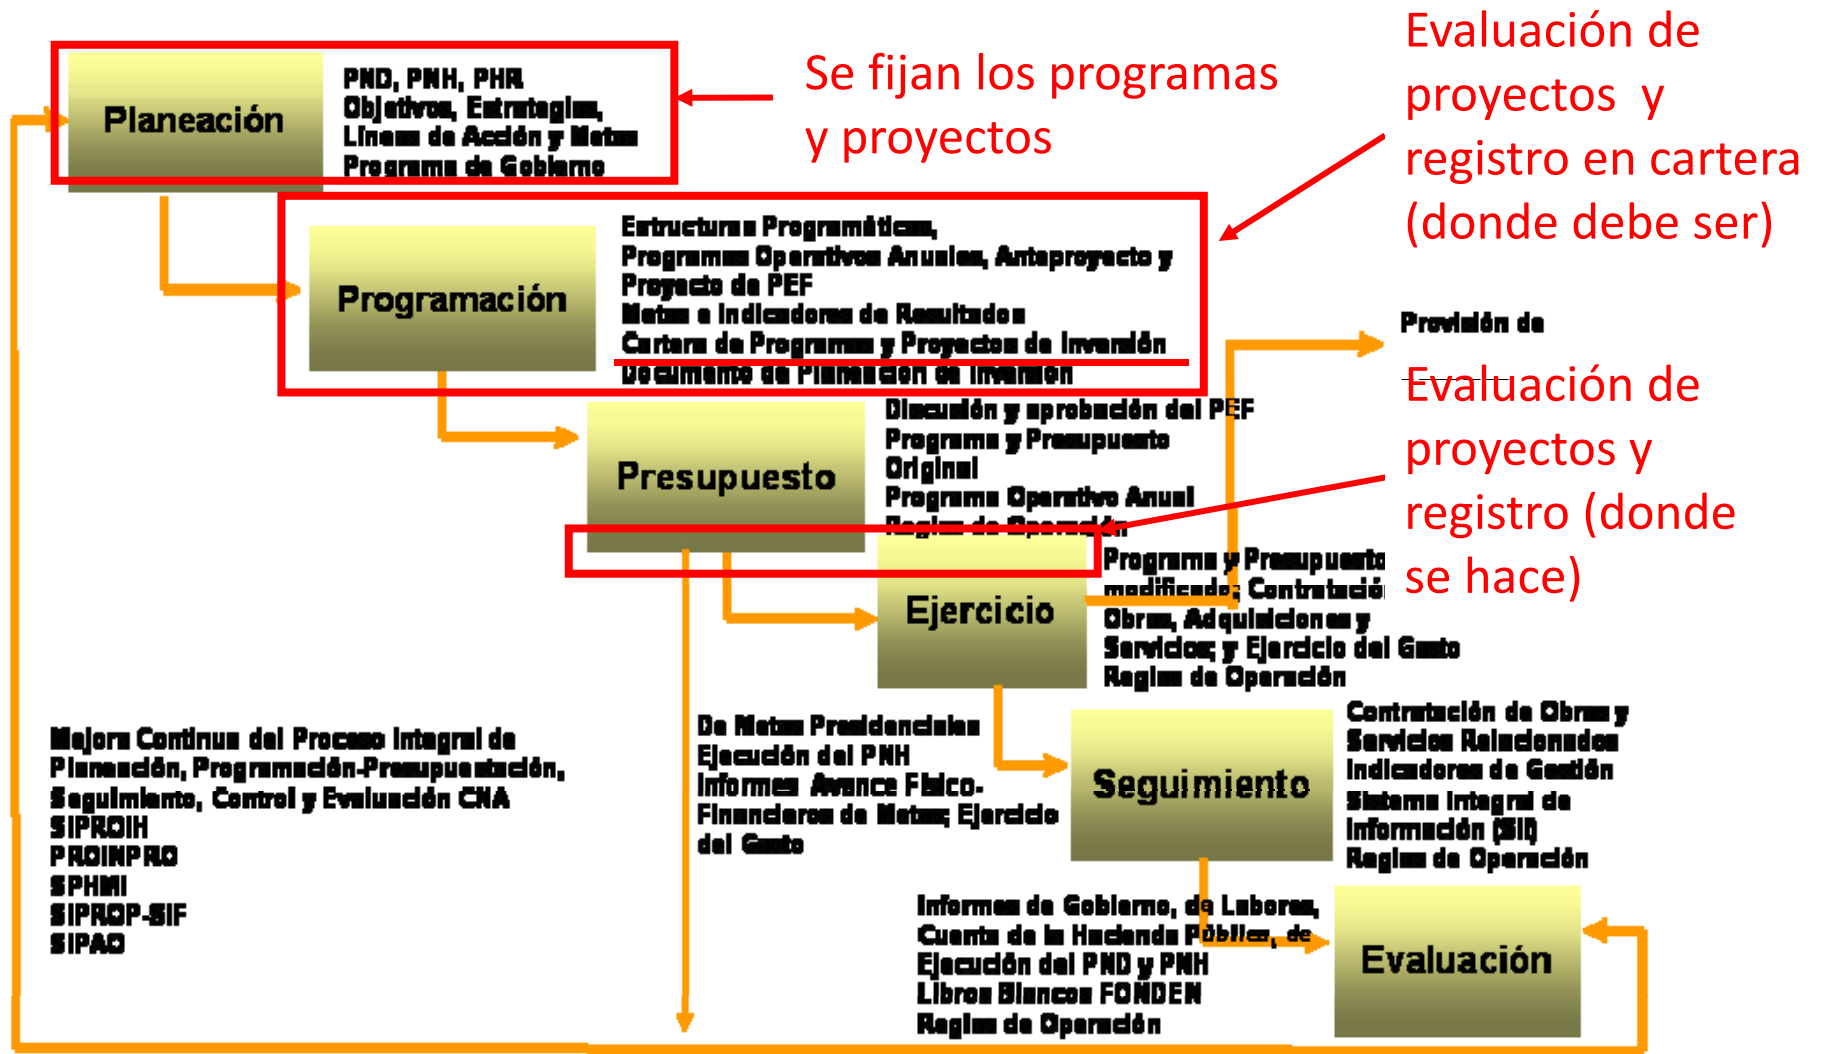 Planeación
PND, PNH, PHR
Objetivos, Estrategias,
Líneas de Acción y Metas
Programa de Gobierno
Se fijan los programas
y proyectos
Evaluación de
proyectos y
registro en cartera
(donde debe ser)
Programación
Estructuras Programáticas,
Programas Operativos Anuales, Anteproyecto y
Proyecto de PEF
Metas e Indicadores de Resultados
Cartera de Programas y Proyectos de Inversión
Documento de Planeación de Inversión
Provisión de
Evaluación de
proyectos y
registro (donde
se hace)
Presupuesto
Discusión y aprobación del PEF
Programa y Presupuesto
Original
Programa Operativo Anual
Reglas de Operación
Ejercicio
Programa y Presupuesto
modificado; Contratació
Obras, Adquisiciones y
Servicios; y Ejercicio del Gasto
Reglas de Operación
De Metas Presidenciales
Ejecución del PNH
Informes Avance Físico-
Financieros de Metas; Ejercicio
del Gasto
Seguimiento
Contratación de Obras y
Servicios Relacionados
Indicadores de Gestión
Sistema Integral de
Información (SII)
Reglas de Operación
Mejora Continua del Proceso Integral de
Planeación, Programación-Presupuestación,
Seguimiento, Control y Evaluación CNA
SIPROIH
PROINPRO
SPHMI
SIPROP-SIF
SIPAO
Informes de Gobierno, de Labores,
Cuenta de la Hacienda Pública, de
Ejecución del PND y PNH
Libros Blancos FONDEN
Reglas de Operación
Evaluación